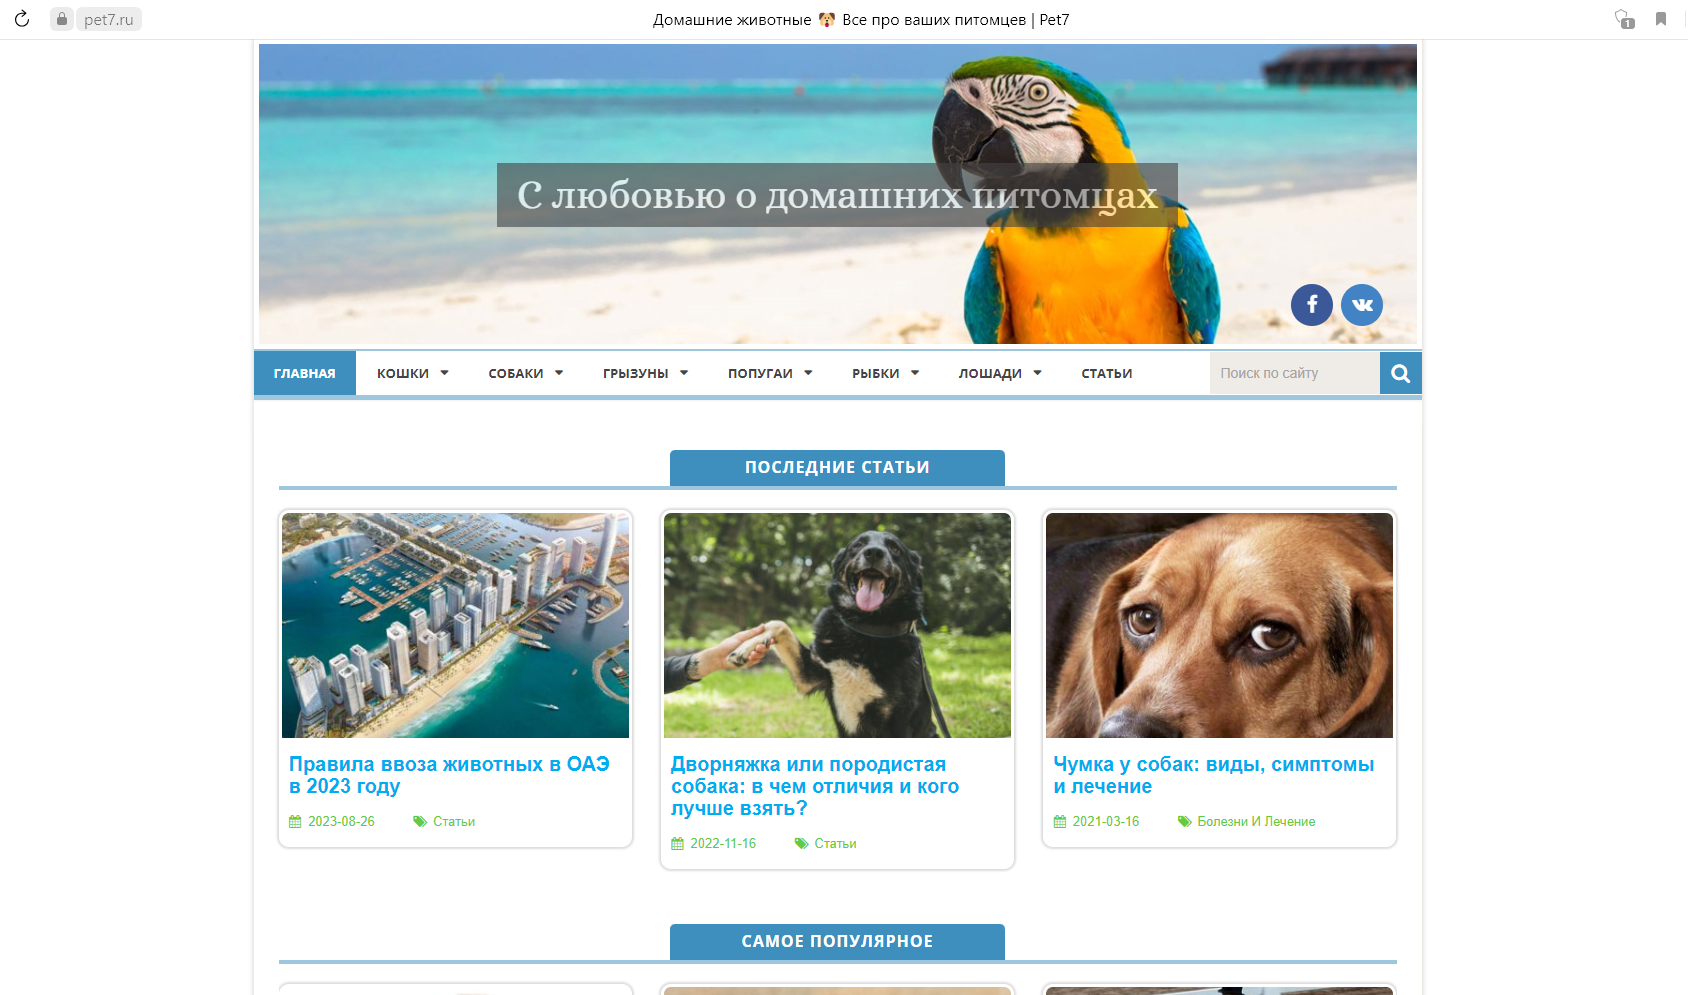 pet7.ru
Домашние животные 🐶 Все про ваших питомцев | Pet7
1
С любовью о домашних питомцах
ГЛАВНАЯ КОШКИ СОБАКИ ГРЫЗУНЫ ПОПУГАИ РЫБКИ ЛОШАДИ СТАТЬИ Поиск по сайту
ПОСЛЕДНИЕ СТАТЬИ
Правила ввоза животных в ОАЭ
в 2023 году
2023-08-26 Статьи
Дворняжка или породистая
собака: в чем отличия и кого
лучше взять?
2022-11-16 Статьи
Чумка у собак: виды, симптомы
и лечение
2021-03-16 Болезни И Лечение
САМОЕ ПОПУЛЯРНОЕ